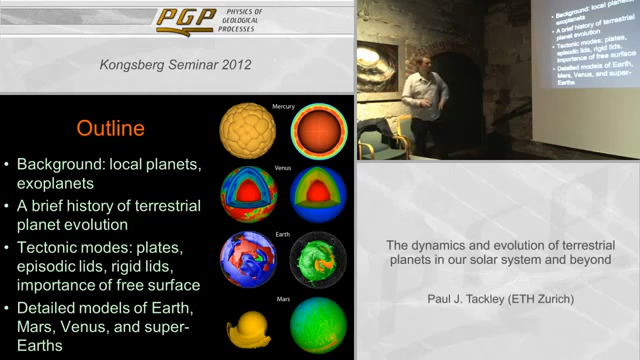 PGP
PHYSICS OF
GEOLOGICAL
PROCESSES
Kongsberg Seminar 2012
Outline
• Background: local planets,
exoplanets
• A brief history of terrestrial
planet evolution
• Tectonic modes: plates,
episodic lids, rigid lids,
importance of free surface
• Detailed models of Earth,
Mars, Venus, and super-
Earths
Mercury
Venus
Earth
Mars
• Background: local planets,
exoplanets
• A brief history of terrestrial
planet evolution
• Tectonic modes: plates,
episodic lids, rigid lids,
importance of free surface
• Detailed models of Earth,
Mars, Venus, and super-
Earths
The dynamics and evolution of terrestrial
planets in our solar system and beyond
Paul J. Tackley (ETH Zurich)